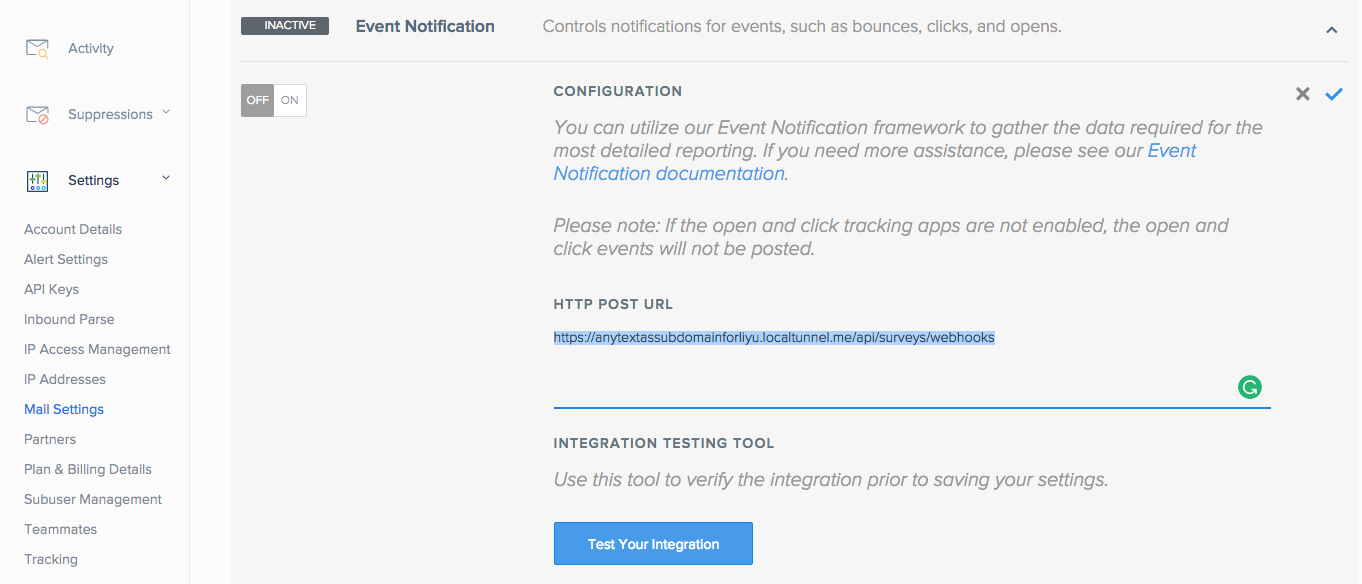 Activity
Suppressions
Settings
Account Details
Alert Settings
API Keys
Inbound Parse
IP Access Management
IP Addresses
Mail Settings
Partners
Plan & Billing Details
Subuser Management
Teammates
Tracking
INACTIVE Event Notification Controls notifications for events, such as bounces, clicks, and opens.
OFF ON
CONFIGURATION
You can utilize our Event Notification framework to gather the data required for the
most detailed reporting. If you need more assistance, please see our Event
Notification documentation.
Please note: If the open and click tracking apps are not enabled, the open and
click events will not be posted.
HTTP POST URL
https://anytextassubdomainforliyu.localtunnel.me/api/surveys/webhooks
INTEGRATION TESTING TOOL
Use this tool to verify the integration prior to saving your settings.
Test Your Integration